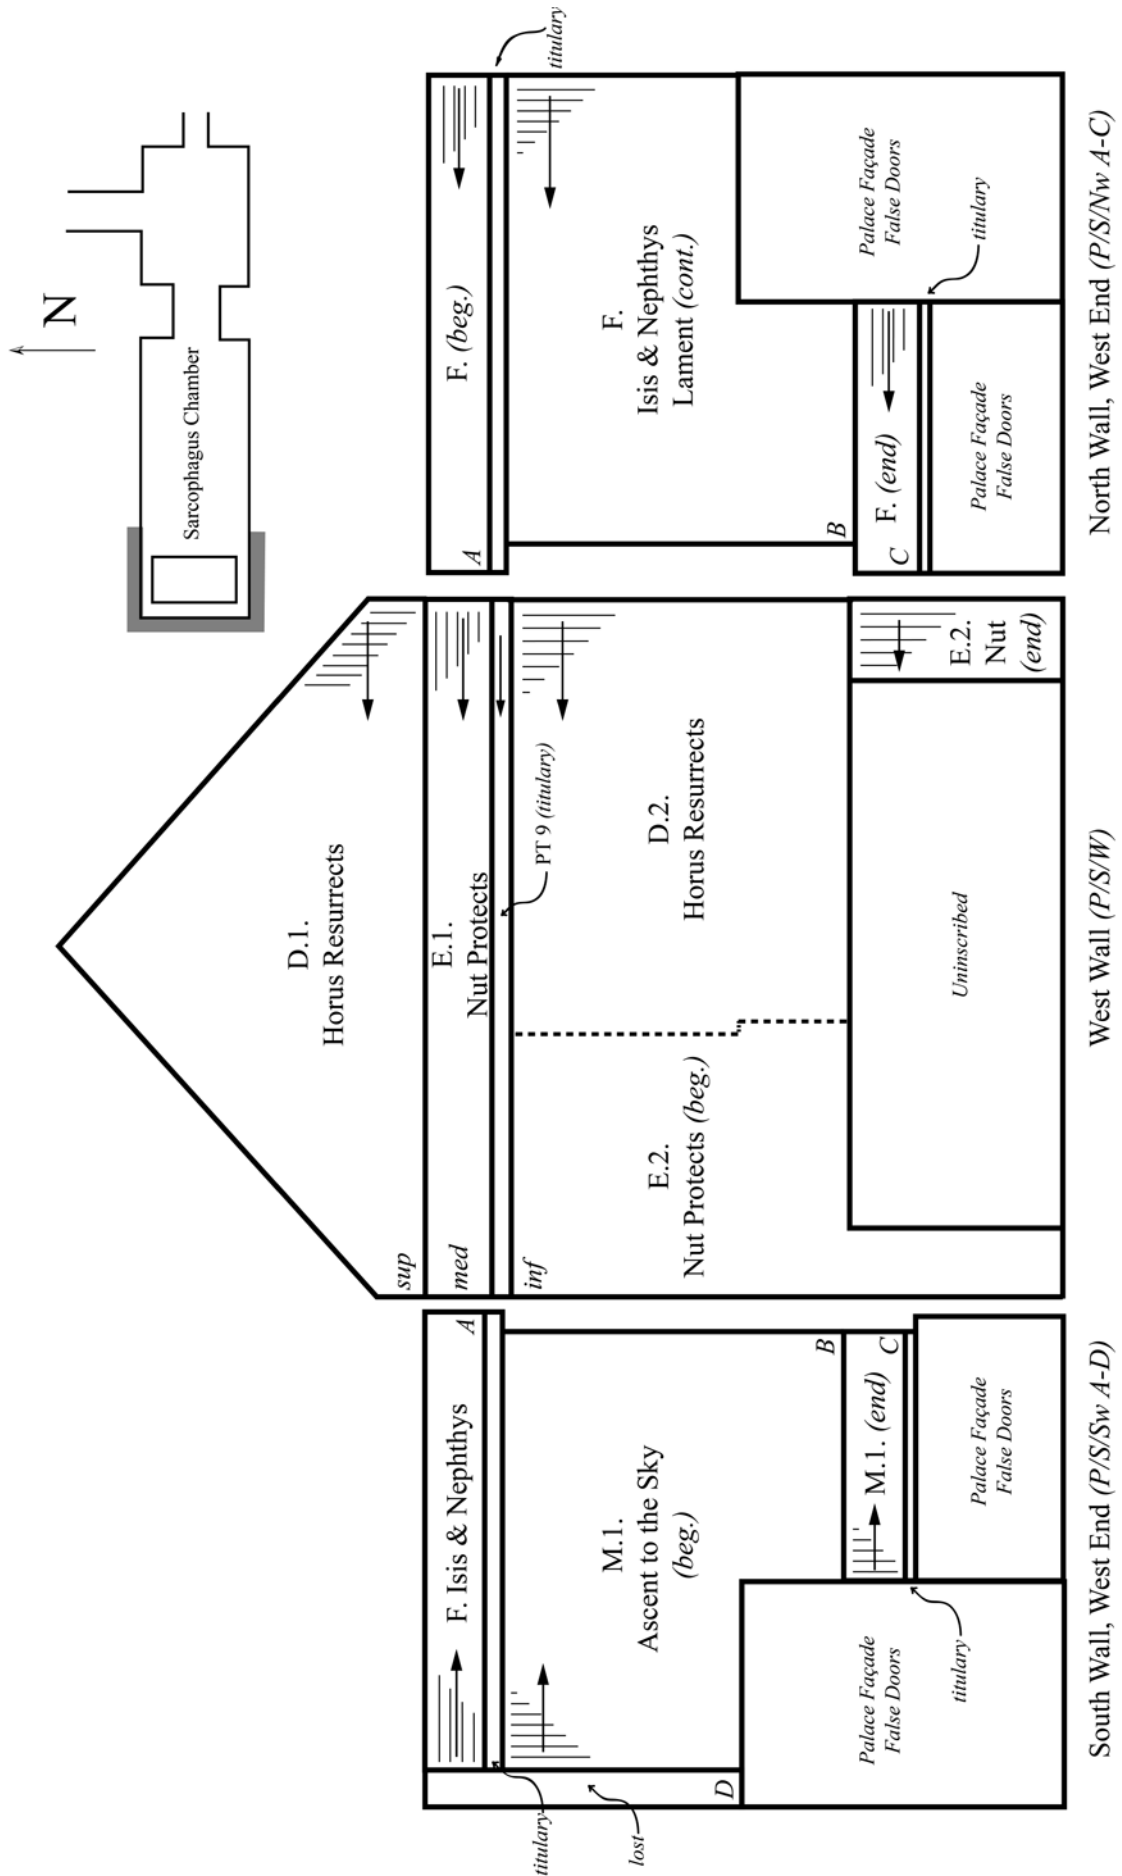 N
Sarcophagus Chamber
titulary
lost
F. Isis & Nephthys
A
M.1.
Ascent to the Sky
(beg.)
B
D
M.1. (end)
C
Palace Façade
False Doors
titulary
Palace Façade
False Doors
South Wall, West End (P/S/Sw A-D)
D.1.
Horus Resurrects
sup
E.1.
Nut Protects
med
PT 9 (titulary)
inf
E.2.
Nut Protects (beg.)
D.2.
Horus Resurrects
Uninscribed
E.2.
Nut
(end)
West Wall (P/S/W)
titulary
F. (beg.)
A
F.
Isis & Nephthys
Lament (cont.)
B
F. (end)
C
Palace Façade
False Doors
titulary
Palace Façade
False Doors
North Wall, West End (P/S/Nw A-C)